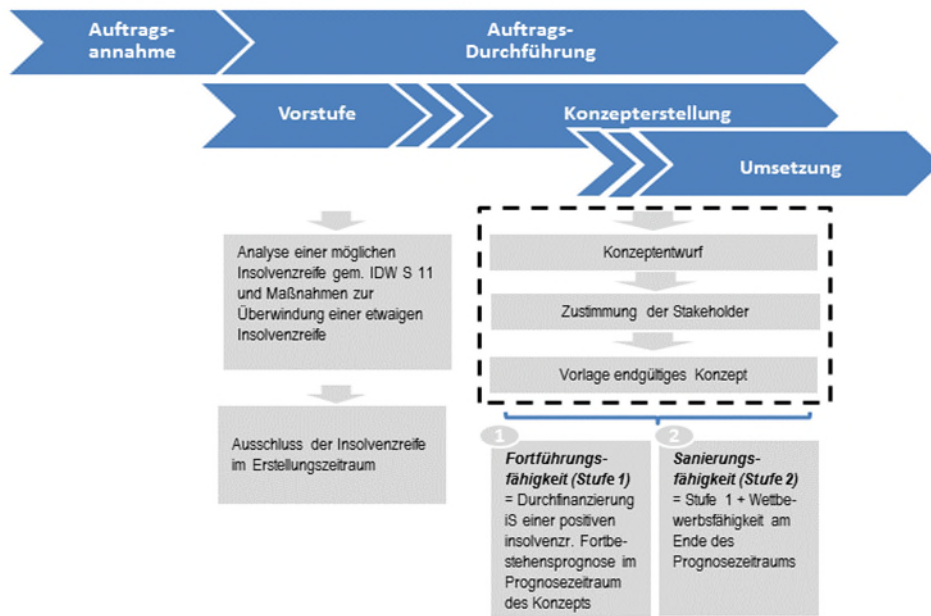 Auftrags-
annahme
Auftrags-
Durchführung
Vorstufe
Konzepterstellung
Umsetzung
Analyse einer möglichen
Insolvenzreife gem. IDW S 11
und Maßnahmen zur
Überwindung einer etwaigen
Insolvenzreife
Ausschluss der Insolvenzreife
im Erstellungszeitraum
Konzeptentwurf
Zustimmung der Stakeholder
Vorlage endgültiges Konzept
1
Fortführungs-
fähigkeit (Stufe 1)
= Durchfinanzierung
iS einer positiven
insolvenzr. Fortbe-
stehensprognose im
Prognosezeitraum
des Konzepts
2
Sanierungs-
fähigkeit (Stufe 2)
= Stufe 1 + Wettbe-
werbsfähigkeit am
Ende des
Prognosezeitraums